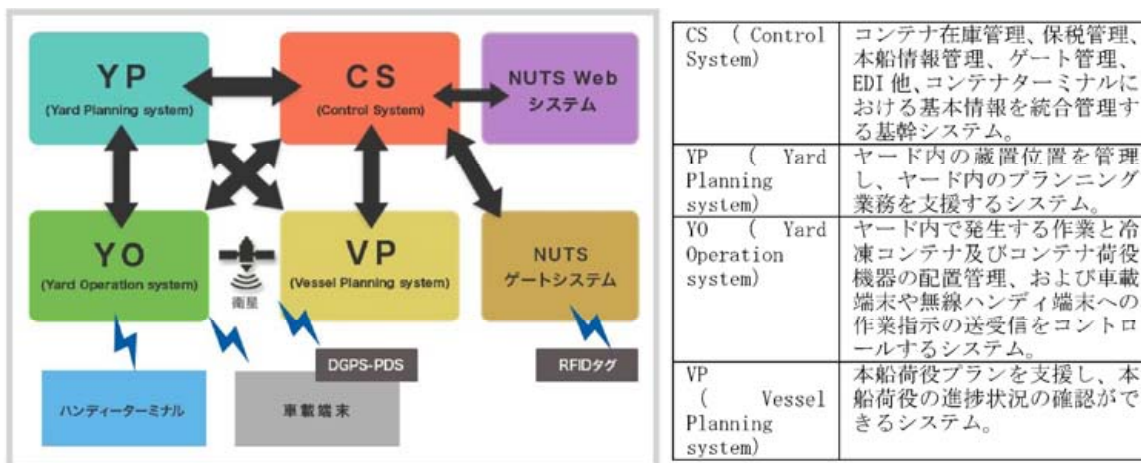 YP
(Yard Planning system)
CS
(Control System)
NUTS Web
システム
YO
(Yard Operation system)
衛星
VP
(Vessel Planning system)
NUTS
ゲートシステム
DGPS-PDS
RFIDタグ
ハンディーターミナル
車載端末
CS ( Control
System)
コンテナ在庫管理、保税管理、
本船情報管理、ゲート管理、
EDI 他、コンテナターミナルに
おける基本情報を統合管理す
る基幹システム。
YP ( Yard
Planning
system)
ヤード内の蔵置位置を管理
し、ヤード内のプランニング
業務を支援するシステム。
YO ( Yard
Operation
system)
ヤード内で発生する作業と冷
凍コンテナ及びコンテナ荷役
機器の配置管理、および車載
端末や無線ハンディ端末への
作業指示の送受信をコントロ
ールするシステム。
VP
( Vessel
Planning
system)
本船荷役プランを支援し、本
船荷役の進捗状況の確認がで
きるシステム。